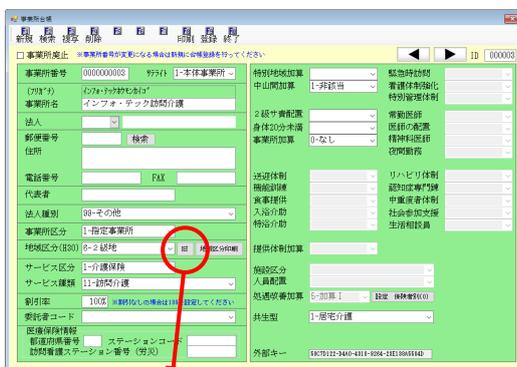 事業所台帳
新規 検索 複写 削除 印刷 登録 終了
事業所廃止 ※事業所番号が変更になる場合は新規に台帳登録を行ってください
ID 000003
事業所番号 0000000003 ｻﾃﾗｲﾄ 1-本体事業所
(フリガナ) インフォ・テックホウモンカイゴ
事業所名 インフォ・テック訪問介護
法人
郵便番号 検索
住所
電話番号 FAX
代表者
法人種別 99-その他
事業所区分 1-指定事業所
地域区分(H30) 6-2級地 旧 地域区分印刷
サービス区分 1-介護保険
サービス種類 11-訪問介護
割引率 100% ※割引なしの場合は100を設定してください
委託者コード
医療保険情報
都道府県番号 ステーションコード
訪問看護ステーション番号（労災）
特別地域加算
中山間加算 1-非該当
2級サ責配置
身体20分未満
事業所加算 0-なし
送迎体制
機能訓練
食事提供
入浴介助
特浴介助
提供体制加算
施設区分
人員配置
処遇改善加算 5-加算Ⅰ 設定
共生型 1-居宅介護
外部キー
緊急時訪問
看護体制強化
特別管理体制
常勤医師
医師の配置
精神科医師
夜間勤務
リハビリ体制
認知症専門棟
中重度者体制
社会参加支援
生活相談員